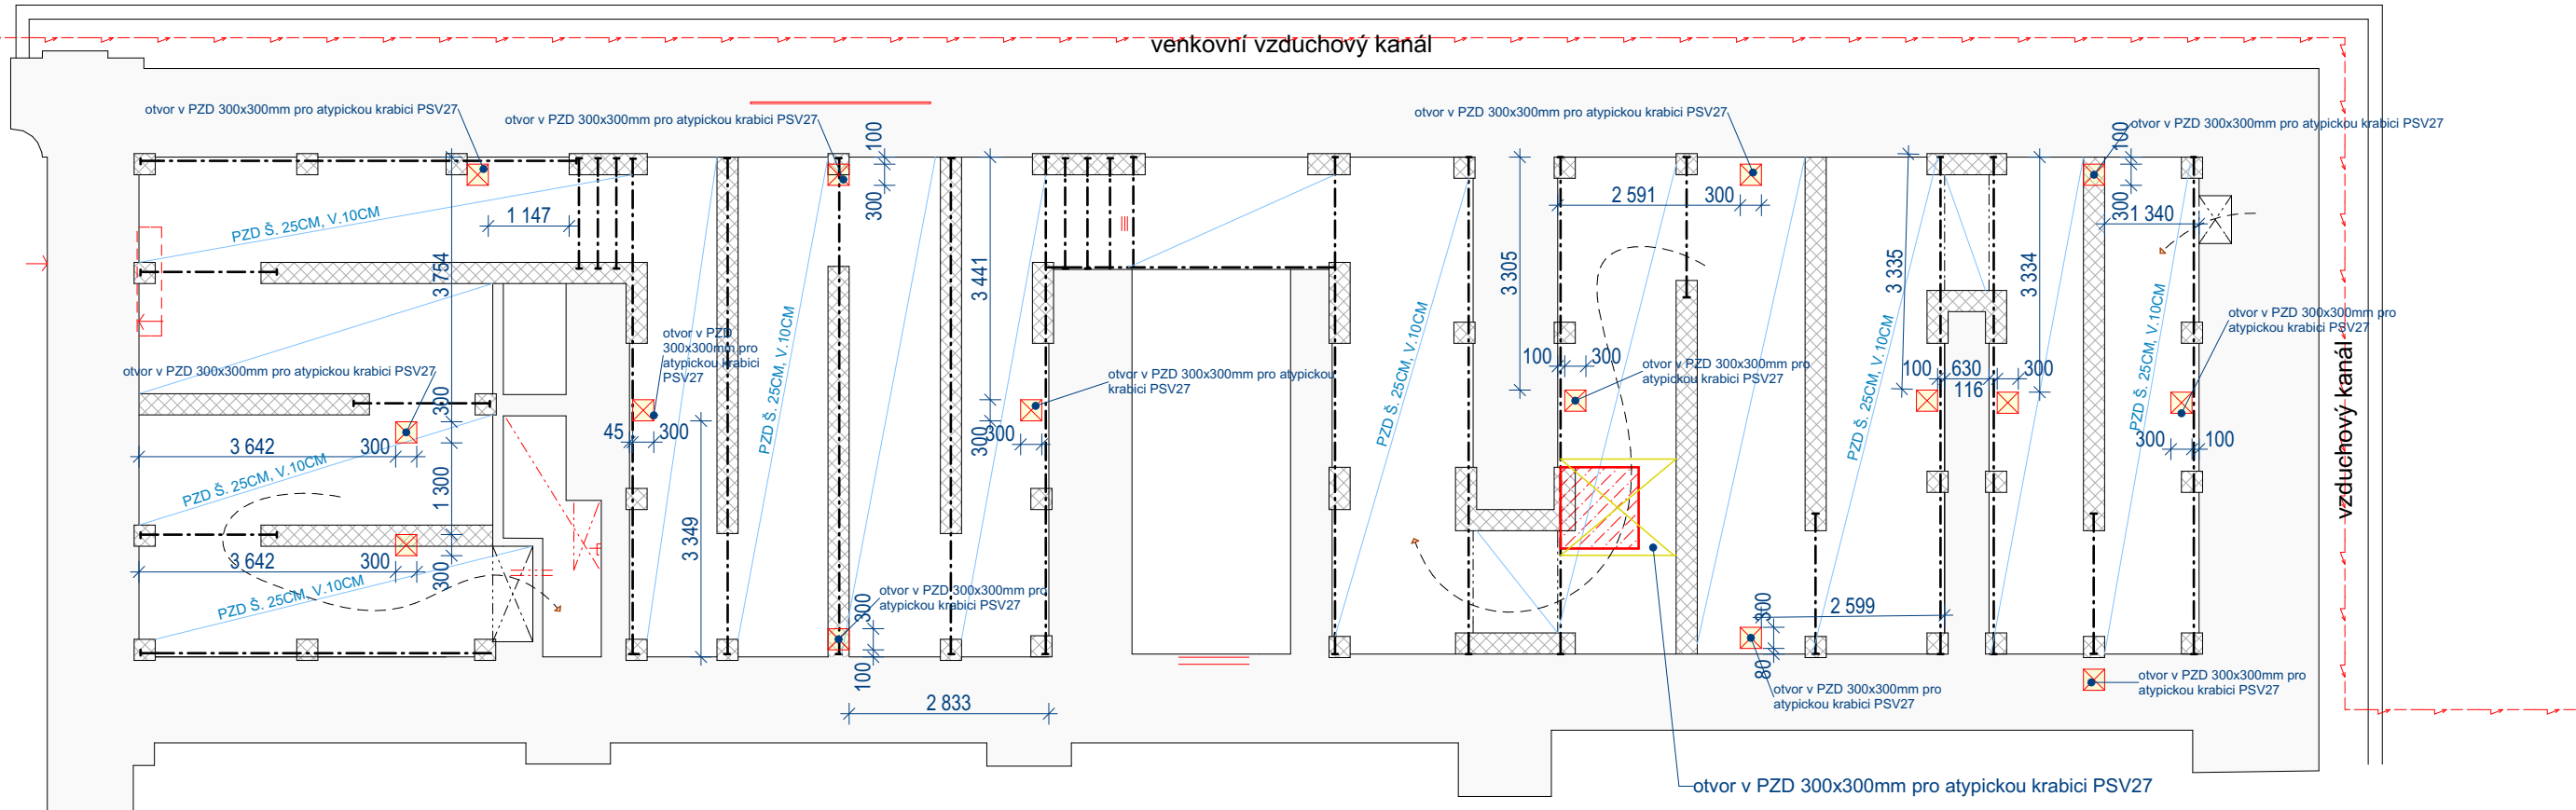 venkovní vzduchový kanál
otvor v PZD 300x300mm pro atypickou krabici PSV27
otvor v PZD 300x300mm pro atypickou krabici PSV27
100
300
otvor v PZD 300x300mm pro atypickou krabici PSV27
otvor v PZD 300x300mm pro atypickou krabici PSV27
100
300
1 340
PZD Š. 25CM, V.10CM
1 147
3 754
3 441
2 591
300
3 305
3 335
3 334
otvor v PZD
300x300mm pro
atypickou krabici
PSV27
PZD Š. 25CM, V.10CM
otvor v PZD 300x300mm pro atypickou
krabici PSV27
PZD Š. 25CM, V.10CM
100
300
otvor v PZD 300x300mm pro
atypickou krabici PSV27
PZD Š. 25CM, V.10CM
100
630
300
116
PZD Š. 25CM, V.10CM
otvor v PZD 300x300mm pro
atypickou krabici PSV27
vzduchový kanál
otvor v PZD 300x300mm pro atypickou krabici PSV27
300
3 642
300
PZD Š. 25CM, V.10CM
1 300
45
300
3 349
300
300
300
100
3 642
300
300
PZD Š. 25CM, V.10CM
300
otvor v PZD 300x300mm pro
atypickou krabici PSV27
100
2 833
300
2 599
80
otvor v PZD 300x300mm pro
atypickou krabici PSV27
otvor v PZD 300x300mm pro
atypickou krabici PSV27
otvor v PZD 300x300mm pro atypickou krabici PSV27